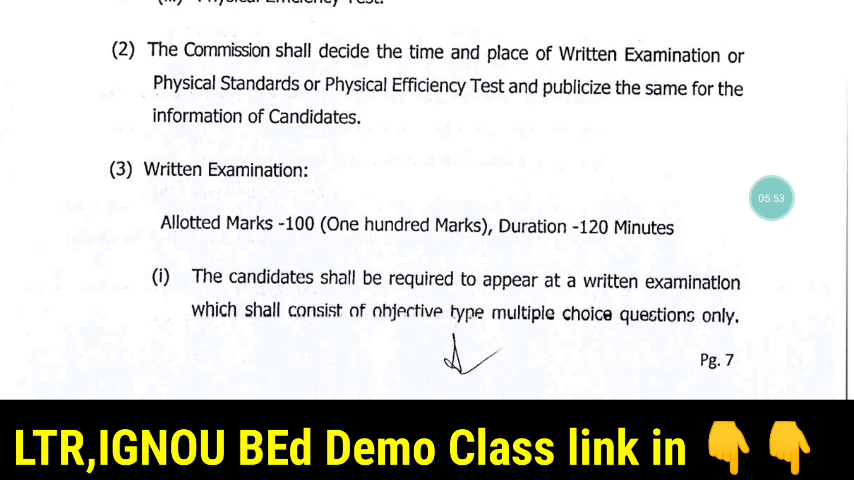 (2) The Commission shall decide the time and place of Written Examination or
Physical Standards or Physical Efficiency Test and publicize the same for the
information of Candidates.
(3) Written Examination:
05:53
Allotted Marks -100 (One hundred Marks), Duration -120 Minutes
(i) The candidates shall be required to appear at a written examination
which shall consist of objective type multiple choice questions only.
Pg. 7
LTR,IGNOU BEd Demo Class link in 👇 👇